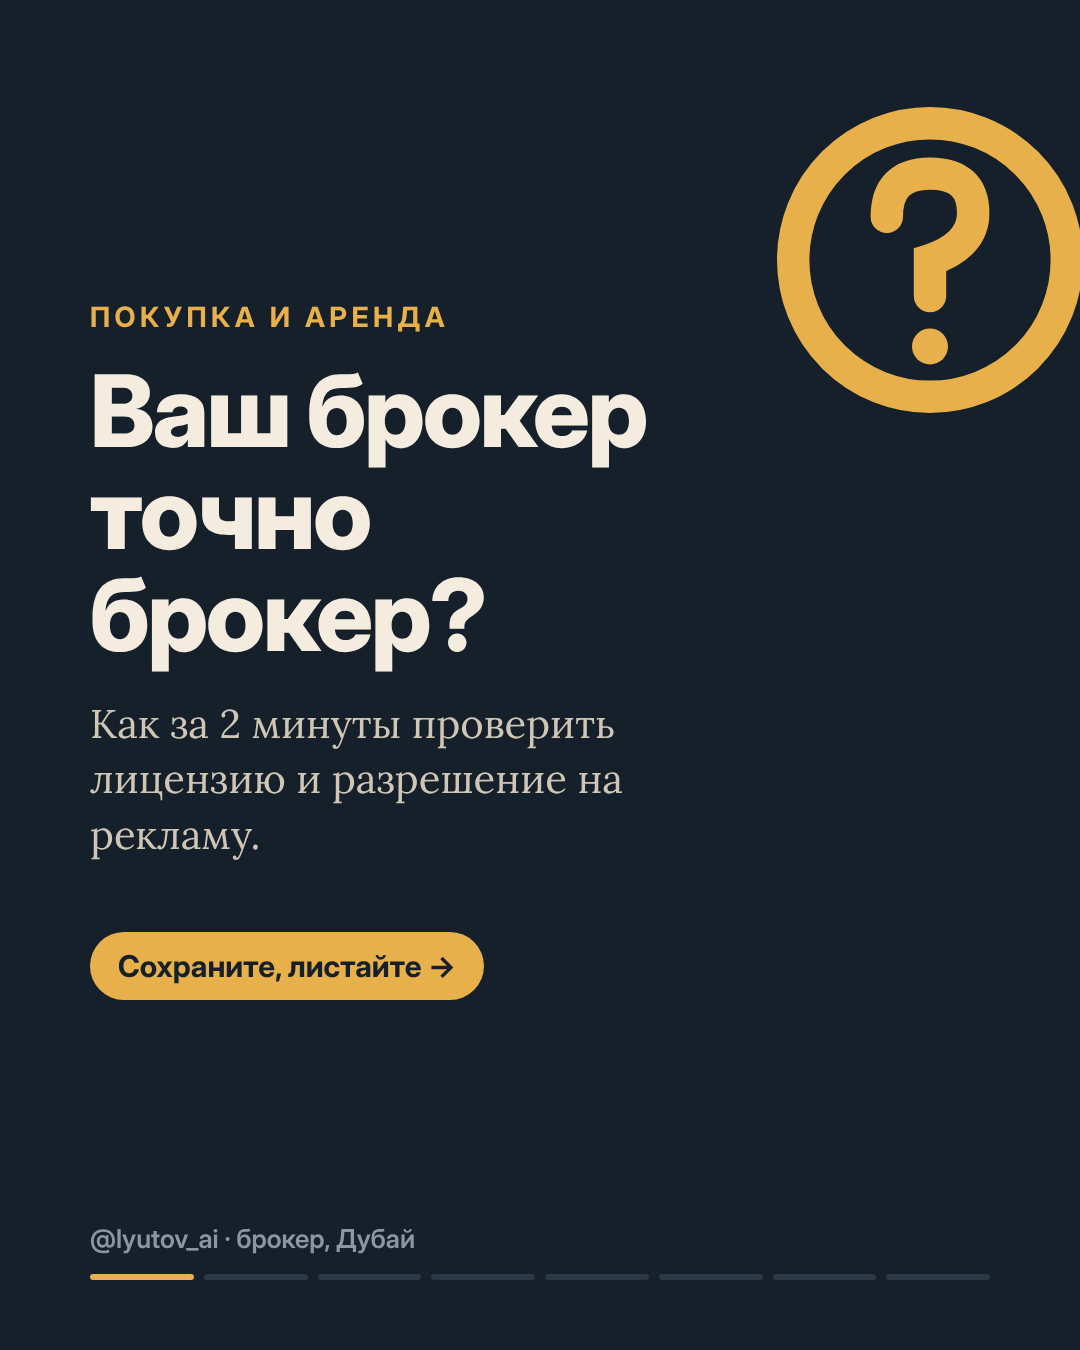 ПОКУПКА И АРЕНДА
Ваш брокер
точно
брокер?
Как за 2 минуты проверить
лицензию и разрешение на
рекламу.
Сохраните, листайте →
@lyutov_ai · брокер, Дубай